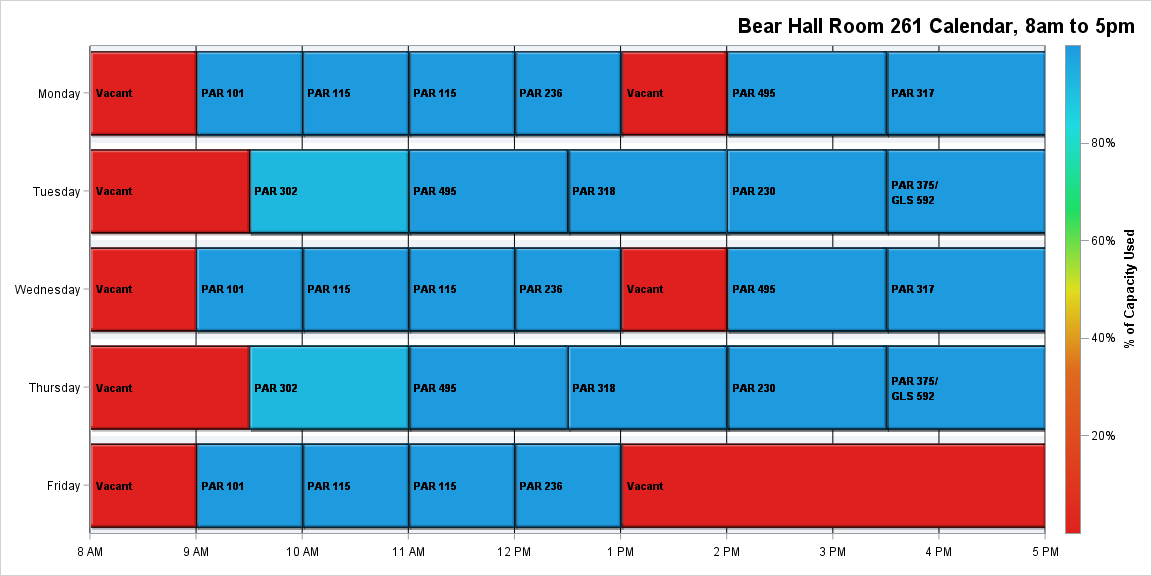 Bear Hall Room 261 Calendar, 8am to 5pm
Monday
Vacant
PAR 101
PAR 115
PAR 115
PAR 236
Vacant
PAR 495
PAR 317
Tuesday
Vacant
PAR 302
PAR 495
PAR 318
PAR 230
PAR 375/
GLS 592
Wednesday
Vacant
PAR 101
PAR 115
PAR 115
PAR 236
Vacant
PAR 495
PAR 317
Thursday
Vacant
PAR 302
PAR 495
PAR 318
PAR 230
PAR 375/
GLS 592
Friday
Vacant
PAR 101
PAR 115
PAR 115
PAR 236
Vacant
8 AM
9 AM
10 AM
11 AM
12 PM
1 PM
2 PM
3 PM
4 PM
5 PM
80%
60%
40%
20%
% of Capacity Used